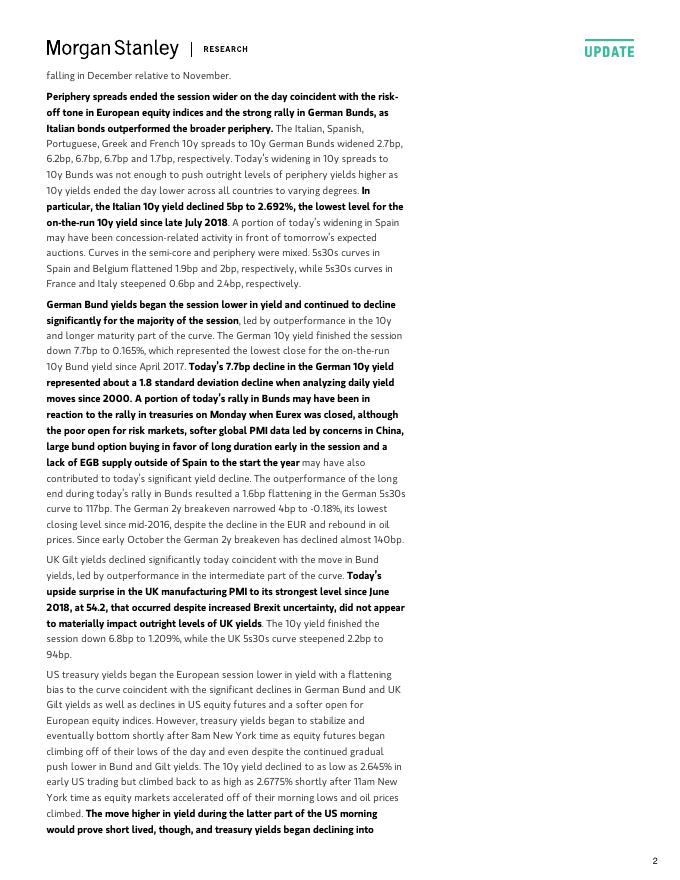 Morgan Stanley | RESEARCH
UPDATE
falling in December relative to November.
Periphery spreads ended the session wider on the day coincident with the risk-
off tone in European equity indices and the strong rally in German Bunds, as
Italian bonds outperformed the broader periphery. The Italian, Spanish,
Portuguese, Greek and French 10y spreads to 10y German Bunds widened 2.7bp,
6.2bp, 6.7bp, 6.7bp and 1.7bp, respectively. Today's widening in 10y spreads to
10y Bunds was not enough to push outright levels of periphery yields higher as
10y yields ended the day lower across all countries to varying degrees. In
particular, the Italian 10y yield declined 5bp to 2.692%, the lowest level for the
on-the-run 10y yield since late July 2018. A portion of today's widening in Spain
may have been concession-related activity in front of tomorrow's expected
auctions. Curves in the semi-core and periphery were mixed. 5s30s curves in
Spain and Belgium flattened 1.9bp and 2bp, respectively, while 5s30s curves in
France and Italy steepened 0.6bp and 2.4bp, respectively.
German Bund yields began the session lower in yield and continued to decline
significantly for the majority of the session, led by outperformance in the 10y
and longer maturity part of the curve. The German 10y yield finished the session
down 7.7bp to 0.165%, which represented the lowest close for the on-the-run
10y Bund yield since April 2017. Today's 7.7bp decline in the German 10y yield
represented about a 1.8 standard deviation decline when analyzing daily yield
moves since 2000. A portion of today's rally in Bunds may have been in
reaction to the rally in treasuries on Monday when Eurex was closed, although
the poor open for risk markets, softer global PMI data led by concerns in China,
large bund option buying in favor of long duration early in the session and a
lack of EGB supply outside of Spain to the start the year may have also
contributed to today's significant yield decline. The outperformance of the long
end during today's rally in Bunds resulted a 1.6bp flattening in the German 5s30s
curve to 117bp. The German 2y breakeven narrowed 4bp to -0.18%, its lowest
closing level since mid-2016, despite the decline in the EUR and rebound in oil
prices. Since early October the German 2y breakeven has declined almost 140bp.
UK Gilt yields declined significantly today coincident with the move in Bund
yields, led by outperformance in the intermediate part of the curve. Today's
upside surprise in the UK manufacturing PMI to its strongest level since June
2018, at 54.2, that occurred despite increased Brexit uncertainty, did not appear
to materially impact outright levels of UK yields. The 10y yield finished the
session down 6.8bp to 1.209%, while the UK 5s30s curve steepened 2.2bp to
94bp.
US treasury yields began the European session lower in yield with a flattening
bias to the curve coincident with the significant declines in German Bund and UK
Gilt yields as well as declines in US equity futures and a softer open for
European equity indices. However, treasury yields began to stabilize and
eventually bottom shortly after 8am New York time as equity futures began
climbing off of their lows of the day and even despite the continued gradual
push lower in Bund and Gilt yields. The 10y yield declined to as low as 2.645% in
early US trading but climbed back to as high as 2.6775% shortly after 11am New
York time as equity markets accelerated off of their morning lows and oil prices
climbed. The move higher in yield during the latter part of the US morning
would prove short lived, though, and treasury yields began declining into
2